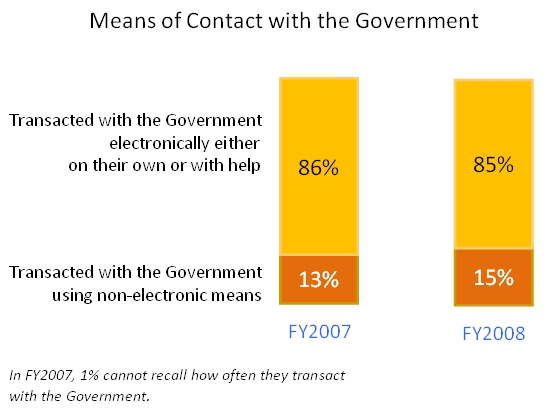 Means of Contact with the Government
Transacted with the Government
electronically either
on their own or with help
86%
85%
Transacted with the Government
using non-electronic means
13%
15%
FY2007
FY2008
In FY2007, 1% cannot recall how often they transact
with the Government.